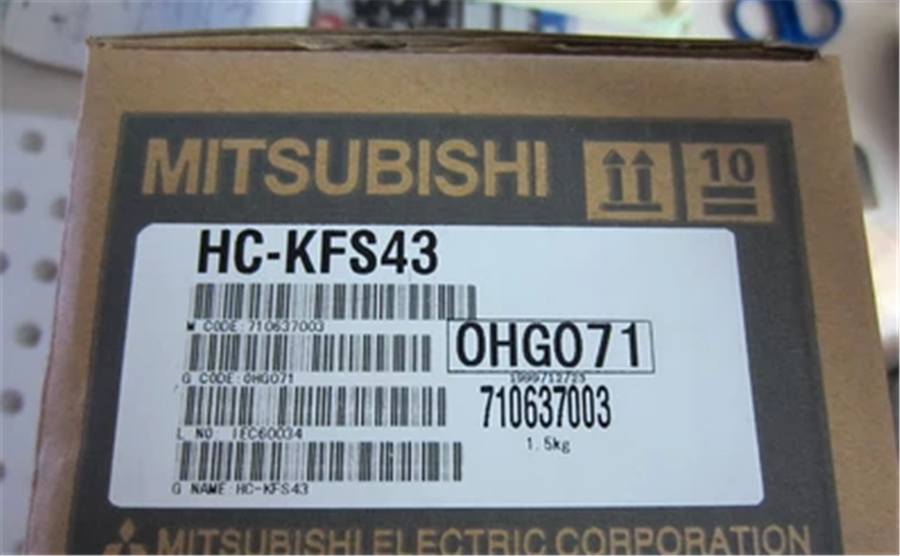 MITSUBISHI
10
HC-KFS43
M CODE:710637003
OHG071
G CODE:OHG071
710637003
L NO: IEC60034
1.5kg
G NAME:HC-KFS43
MITSUBISHI ELECTRIC CORPORATION